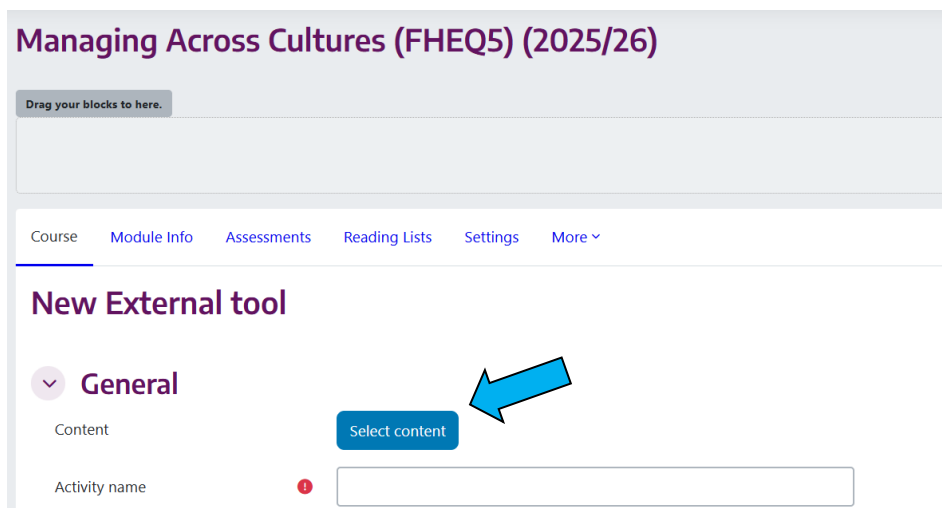 Managing Across Cultures (FHEQ5) (2025/26)
Drag your blocks to here.
Course Module Info Assessments Reading Lists Settings More
New External tool
General
Content Select content
Activity name